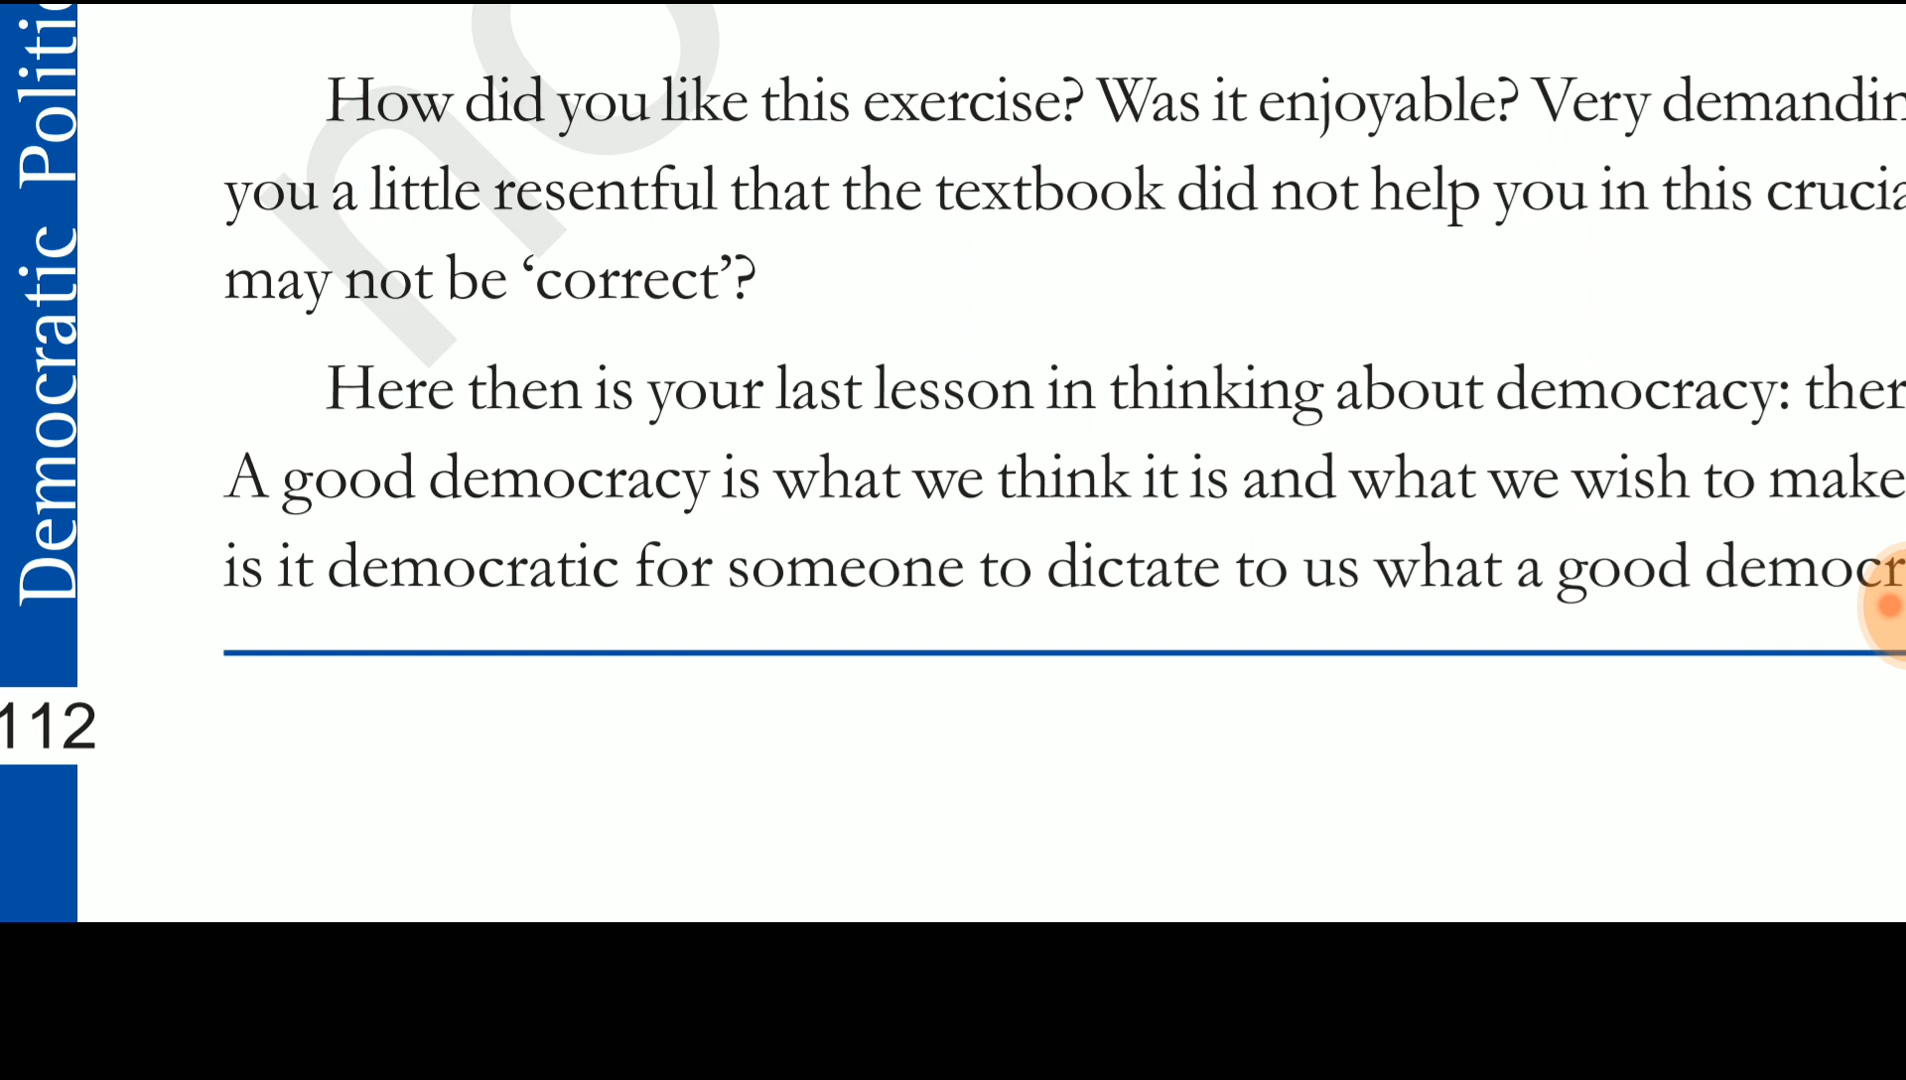 Democratic Politi
no
How did you like this exercise? Was it enjoyable? Very demandin
you a little resentful that the textbook did not help you in this crucia
may not be ‘correct’?
Here then is your last lesson in thinking about democracy: ther
A good democracy is what we think it is and what we wish to make
is it democratic for someone to dictate to us what a good democr
112